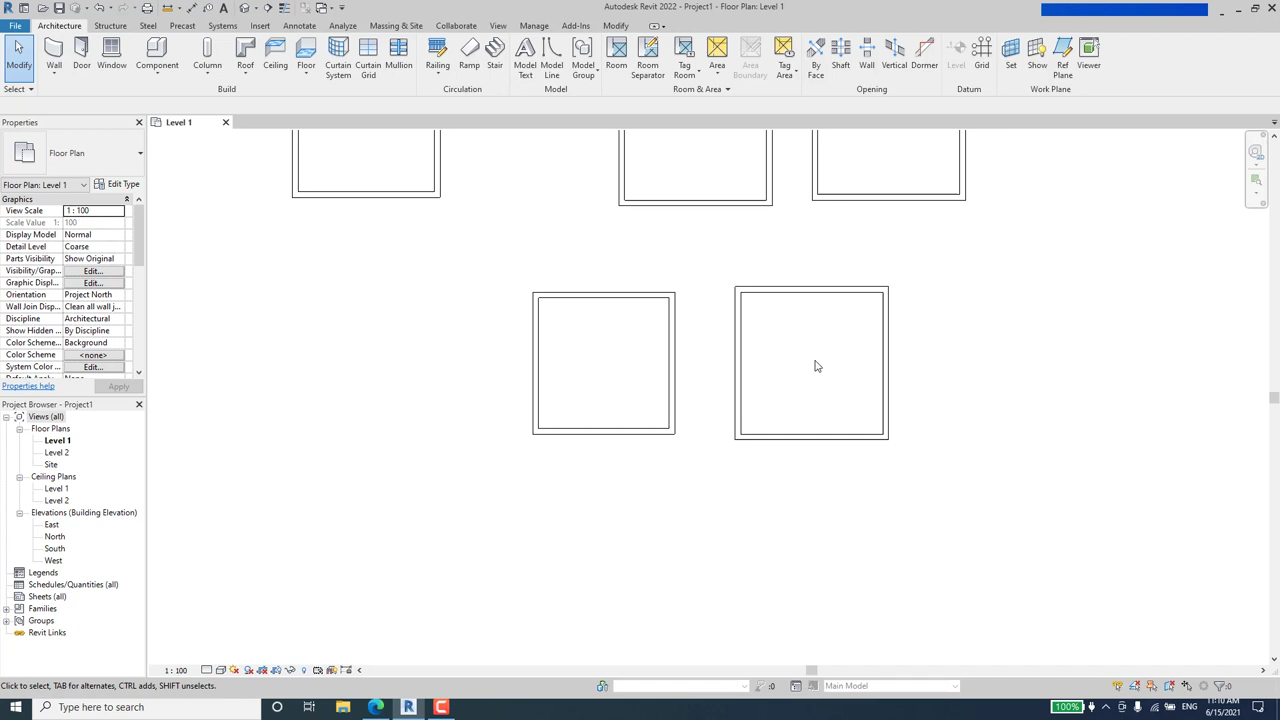 Autodesk Revit 2022 - Project1 - Floor Plan: Level 1
File Architecture Structure Steel Precast Systems Insert Annotate Analyze Massing & Site Collaborate View Manage Add-Ins Modify
Modify Wall Door Window Component Column Roof Ceiling Floor Curtain System Curtain Grid Mullion Railing Ramp Stair Model Text Model Line Model Group Room Room Separator Tag Room Area Area Boundary Tag Area By Face Shaft Wall Vertical Dormer Level Grid Set Show Ref Plane Viewer
Select Build Circulation Model Room & Area Opening Datum Work Plane
Properties
Level 1
Floor Plan
Floor Plan: Level 1 Edit Type
Graphics
View Scale 1 : 100
Scale Value 1: 100
Display Model Normal
Detail Level Coarse
Parts Visibility Show Original
Visibility/Grap... Edit...
Graphic Displ... Edit...
Orientation Project North
Wall Join Disp... Clean all wall j...
Discipline Architectural
Show Hidden ... By Discipline
Color Scheme... Background
Color Scheme <none>
System Color ... Edit...
Properties help Apply
Project Browser - Project1
Views (all)
Floor Plans
Level 1
Level 2
Site
Ceiling Plans
Level 1
Level 2
Elevations (Building Elevation)
East
North
South
West
Legends
Schedules/Quantities (all)
Sheets (all)
Families
Groups
Revit Links
1 : 100
Click to select, TAB for alternates, CTRL adds, SHIFT unselects.
:0
Main Model
:0
Type here to search
100%
ENG
11:10 AM
6/15/2021